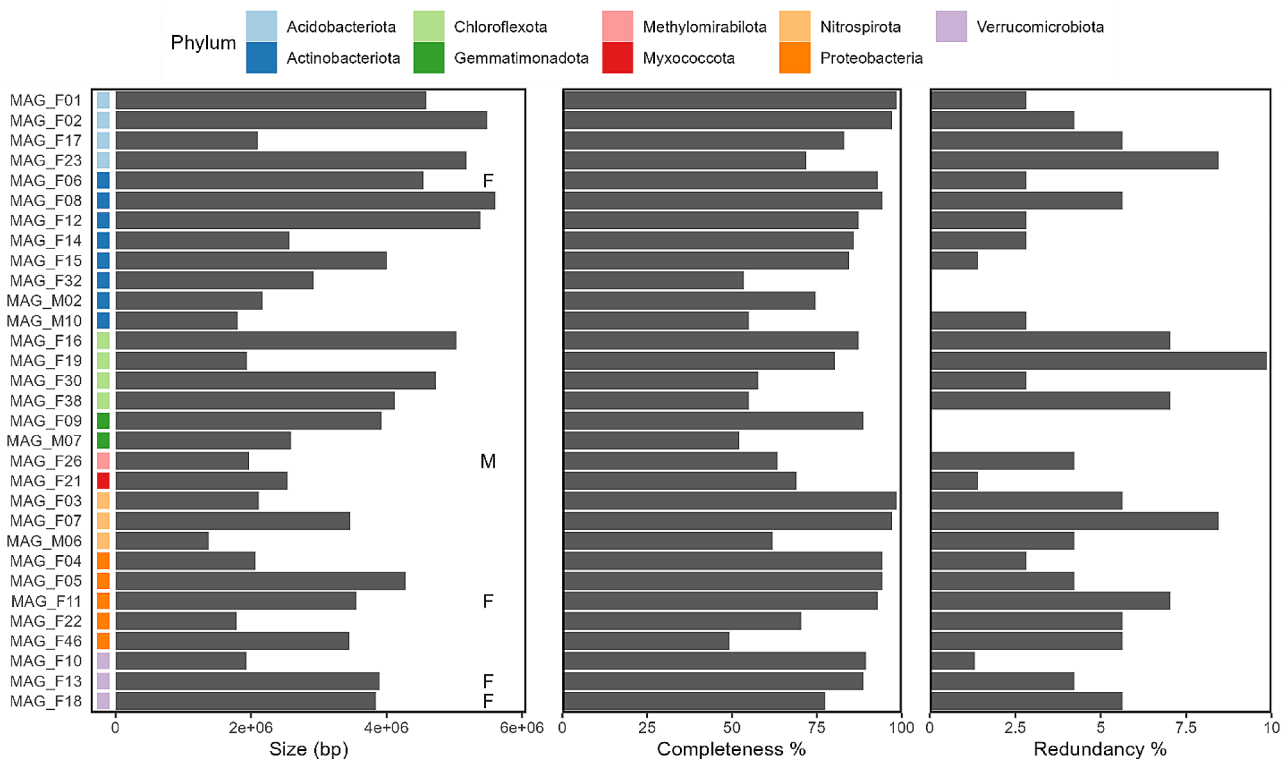 Phylum
Acidobacteriota
Chloroflexota
Methylomirabilota
Nitrospirota
Verrucomicrobiota
Actinobacteriota
Gemmatimonadota
Myxococcota
Proteobacteria
MAG_F01
MAG_F02
MAG_F17
MAG_F23
MAG_F06 F
MAG_F08
MAG_F12
MAG_F14
MAG_F15
MAG_F32
MAG_M02
MAG_M10
MAG_F16
MAG_F19
MAG_F30
MAG_F38
MAG_F09
MAG_M07
MAG_F26 M
MAG_F21
MAG_F03
MAG_F07
MAG_M06
MAG_F04
MAG_F05
MAG_F11 F
MAG_F22
MAG_F46
MAG_F10
MAG_F13 F
MAG_F18 F
0 2e+06 4e+06 6e+06
Size (bp)
0 25 50 75 100
Completeness %
0 2.5 5 7.5 10
Redundancy %